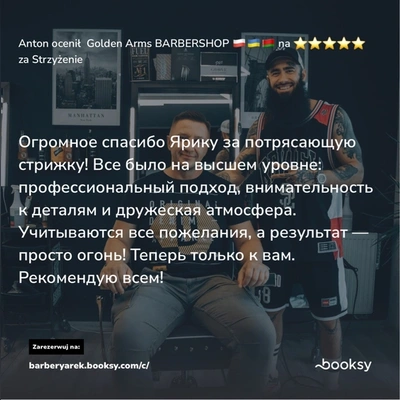 Anton ocenił Golden Arms BARBERSHOP 🇵🇱🇺🇦🇧🇾 na ⭐⭐⭐⭐⭐
za Strzyżenie
MANHATTAN
Огромное спасибо Ярику за потрясающую
стрижку! Все было на высшем уровне:
профессиональный подход, внимательность
к деталям и дружеская атмосфера.
Учитываются все пожелания, а результат —
просто огонь! Теперь только к вам.
Рекомендую всем!
ORIGINAL
Zarezerwuj na:
barberyarek.booksy.com/c/
booksy